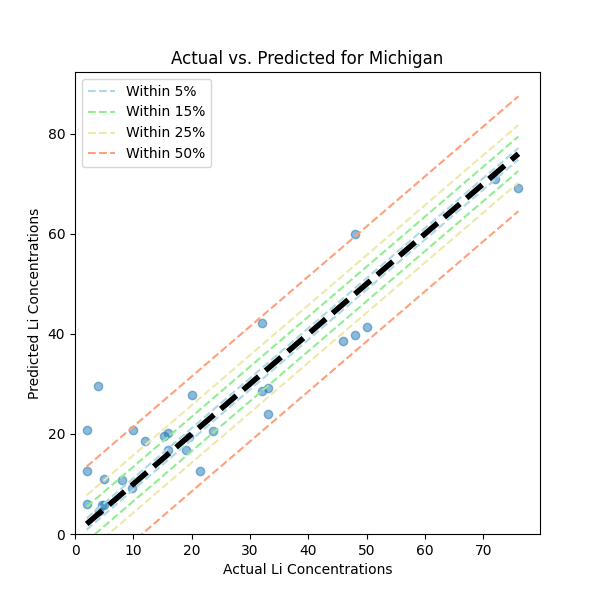 Actual vs. Predicted for Michigan
Within 5%
Within 15%
Within 25%
Within 50%
Predicted Li Concentrations
80
60
40
20
0
0 10 20 30 40 50 60 70
Actual Li Concentrations